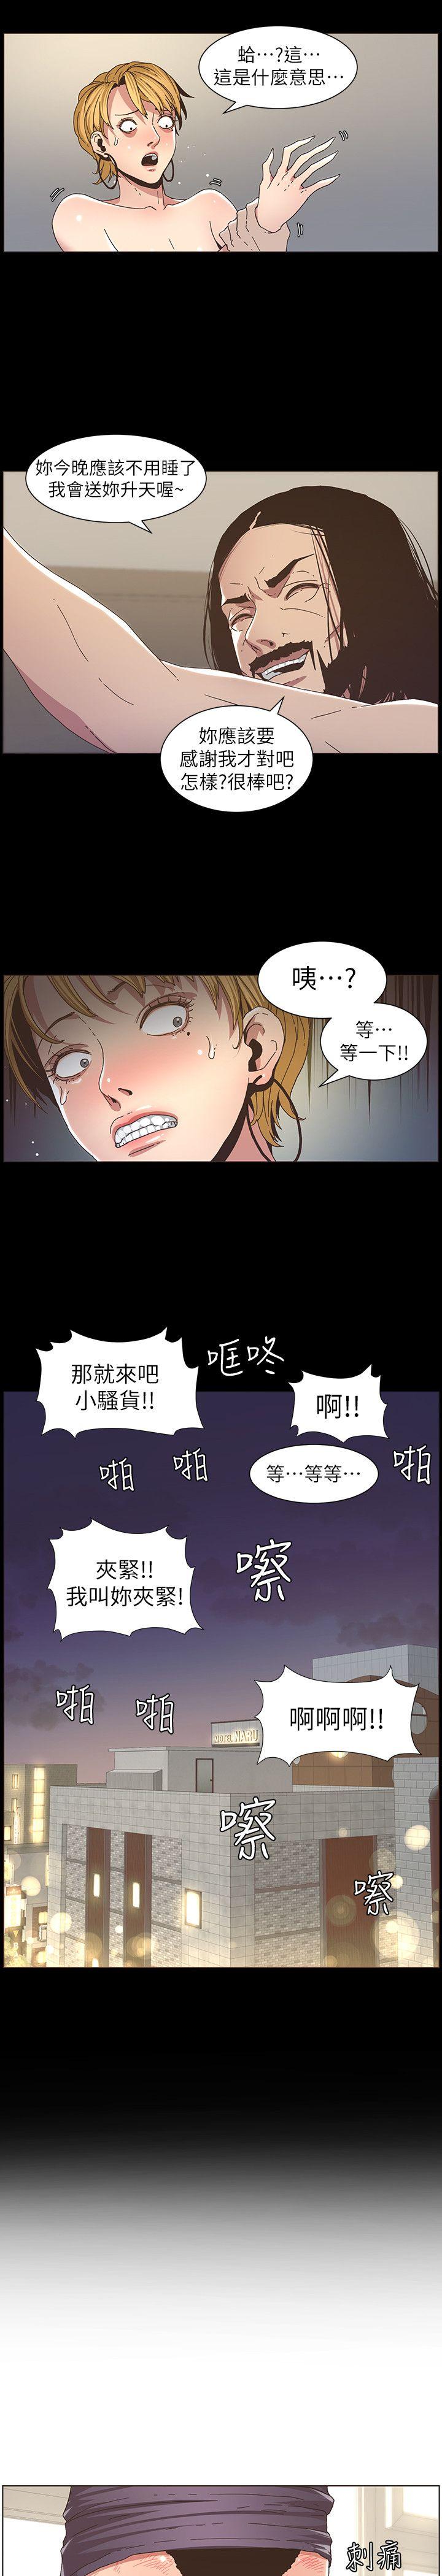 蛤…?這…
這是什麼意思…
妳今晚應該不用睡了
我會送妳升天喔~
妳應該要
感謝我才對吧
怎樣?很棒吧?
咦…?
等…
等一下!!
哐咚
那就來吧
小騷貨!!
啊!!
啪
啪
啪
等…等等…
嚓
夾緊!!
我叫妳夾緊!
啪
啪
啊啊啊!!
MOTEL MARU
嚓
嚓
刺痛